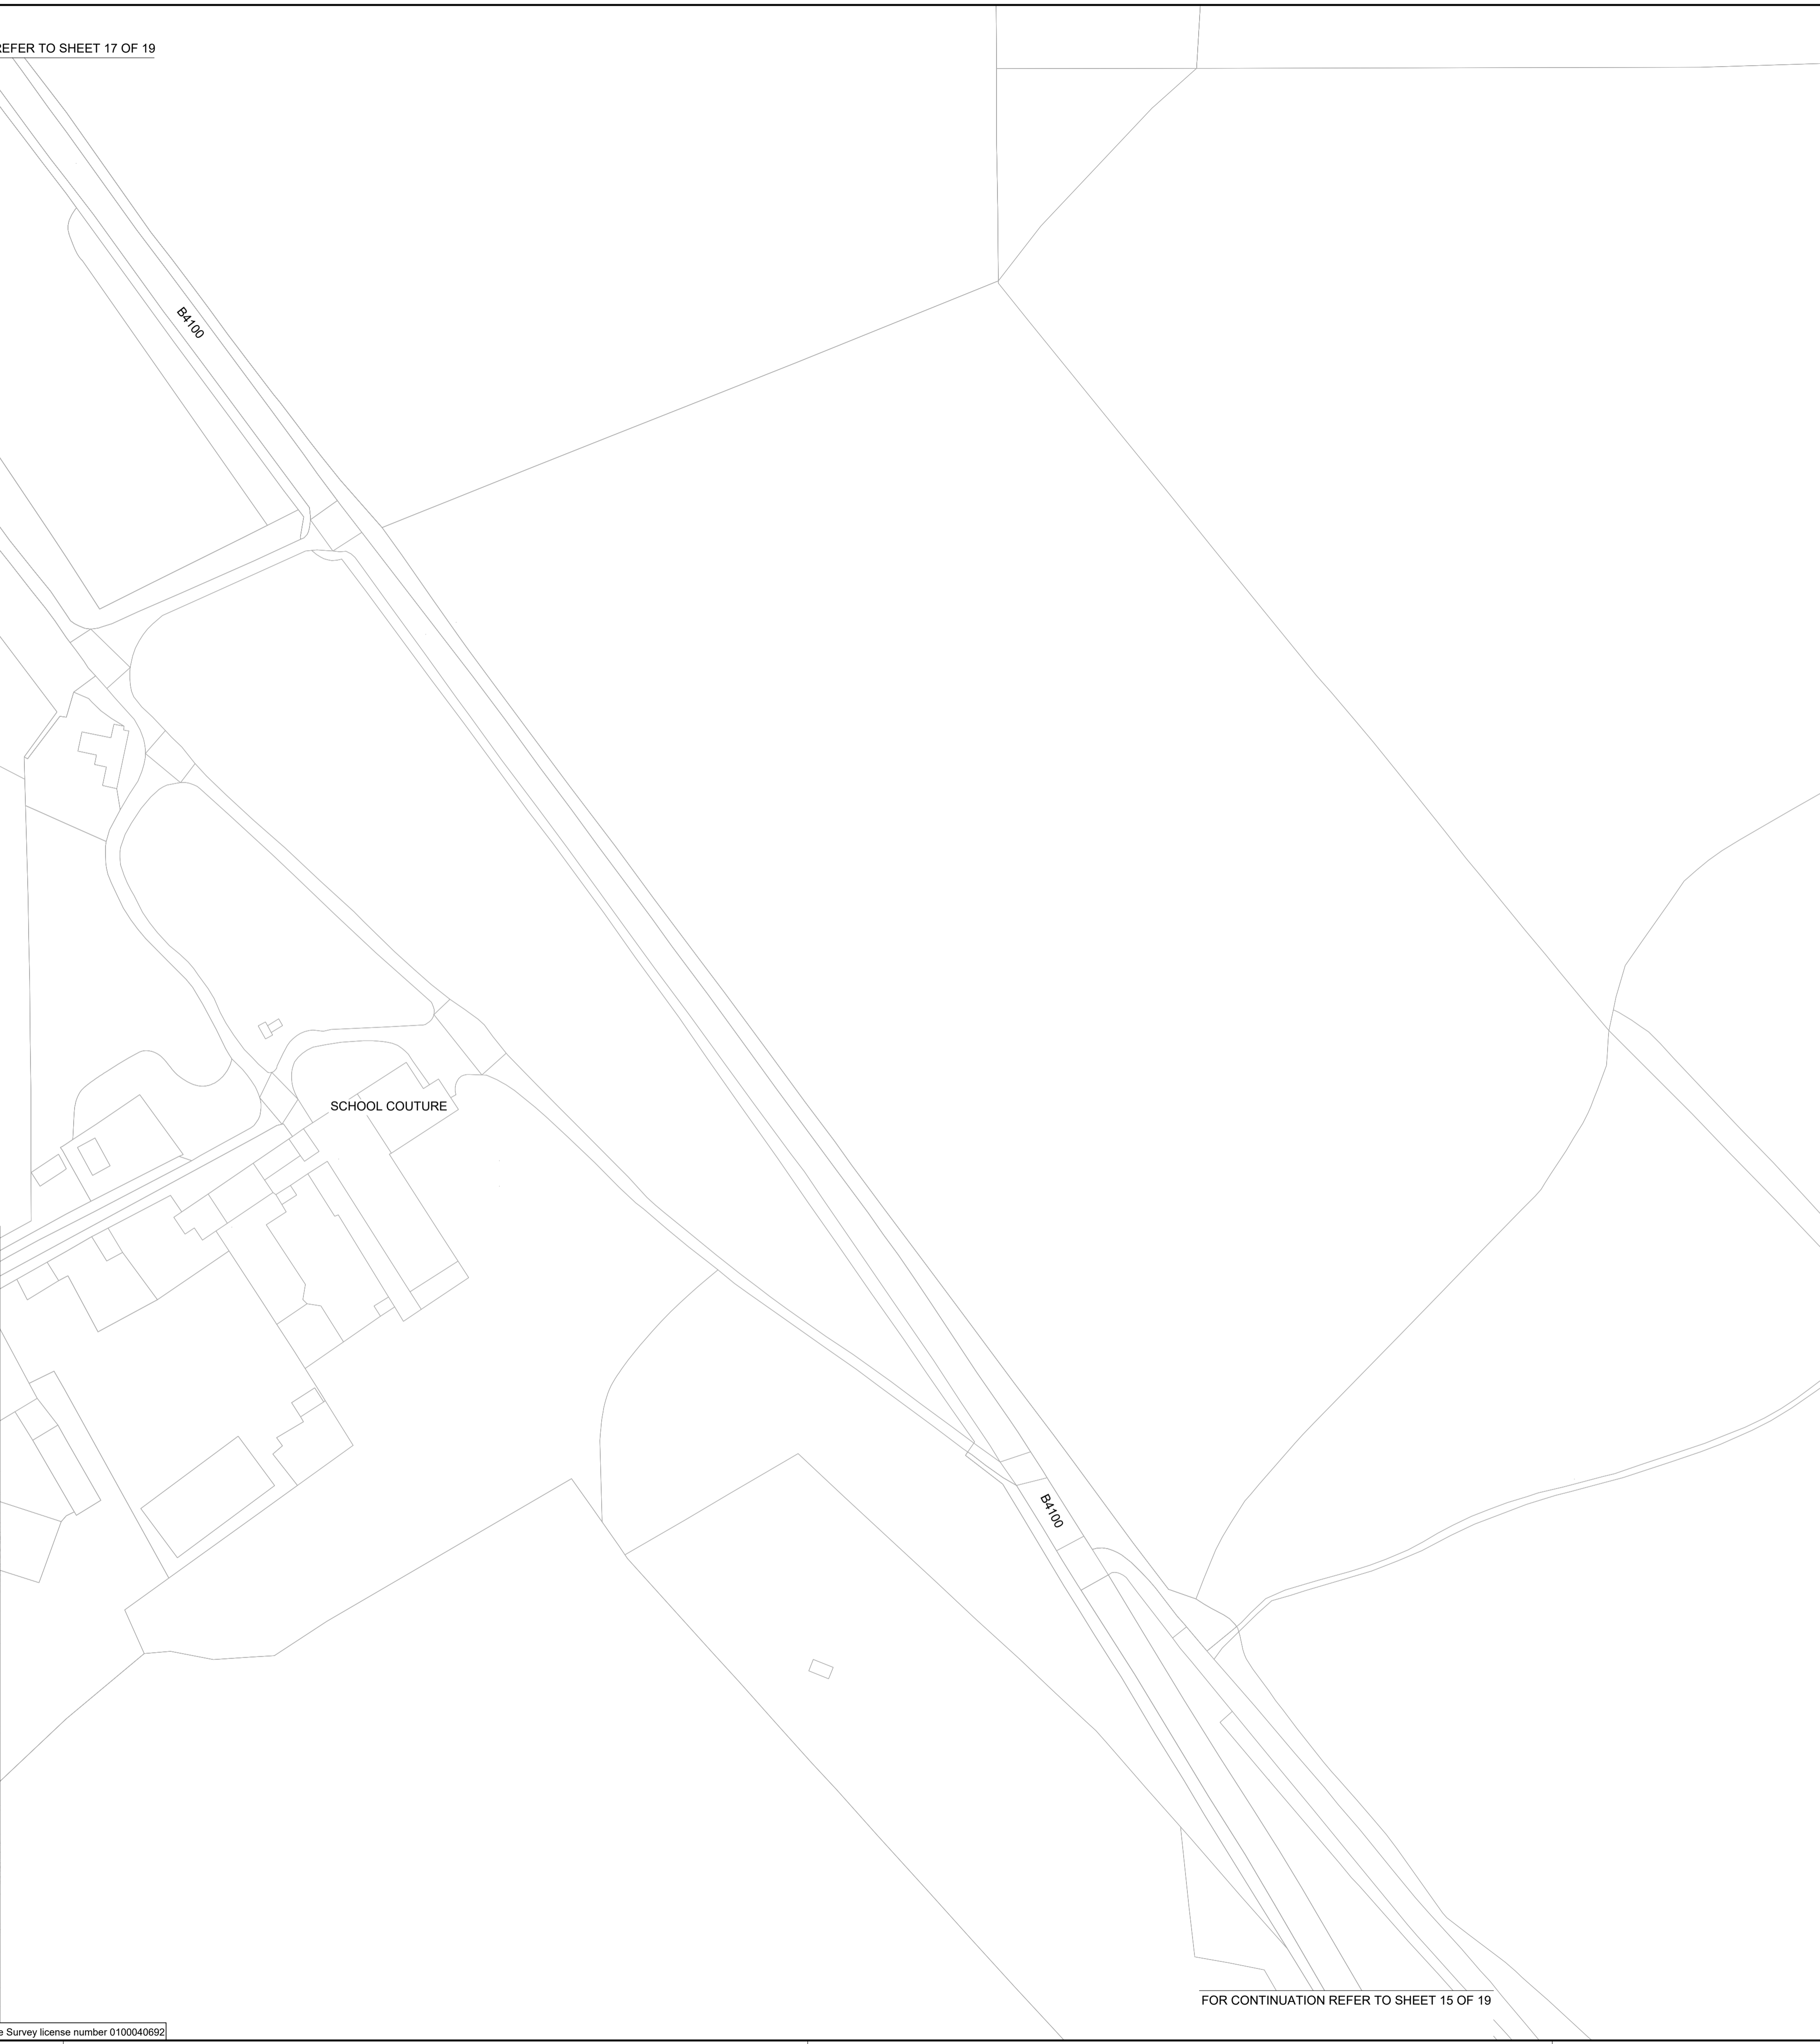 REFER TO SHEET 17 OF 19
B4100
SCHOOL COUTURE
B4100
FOR CONTINUATION REFER TO SHEET 15 OF 19
e Survey license number 0100040692